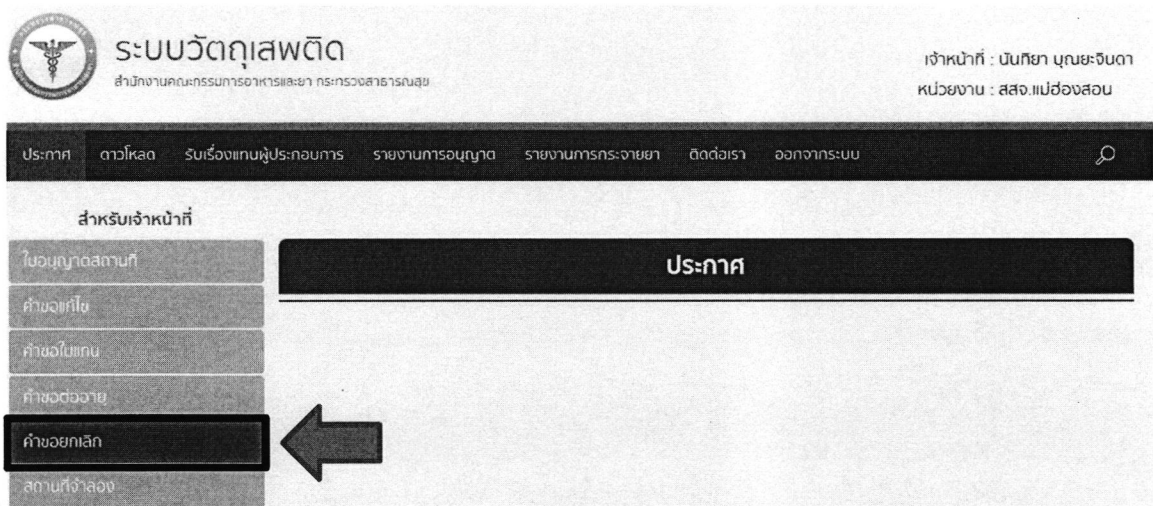 ระบบวัตถุเสพติด
สำนักงานคณะกรรมการอาหารและยา กระทรวงสาธารณสุข
เจ้าหน้าที่ : นันทิยา บุณยะจินดา
หน่วยงาน : สสจ.แม่ฮ่องสอน
ประกาศ ดาวโหลด รับเรื่องแทนผู้ประกอบการ รายงานการอนุญาต รายงานการกระจายยา ติดต่อเรา ออกจากระบบ
สำหรับเจ้าหน้าที่
ใบอนุญาตสถานที่
ประกาศ
คำขอแก้ไข
คำขอใบแทน
คำขอต่ออายุ
คำขอยกเลิก
สถานที่จำลอง